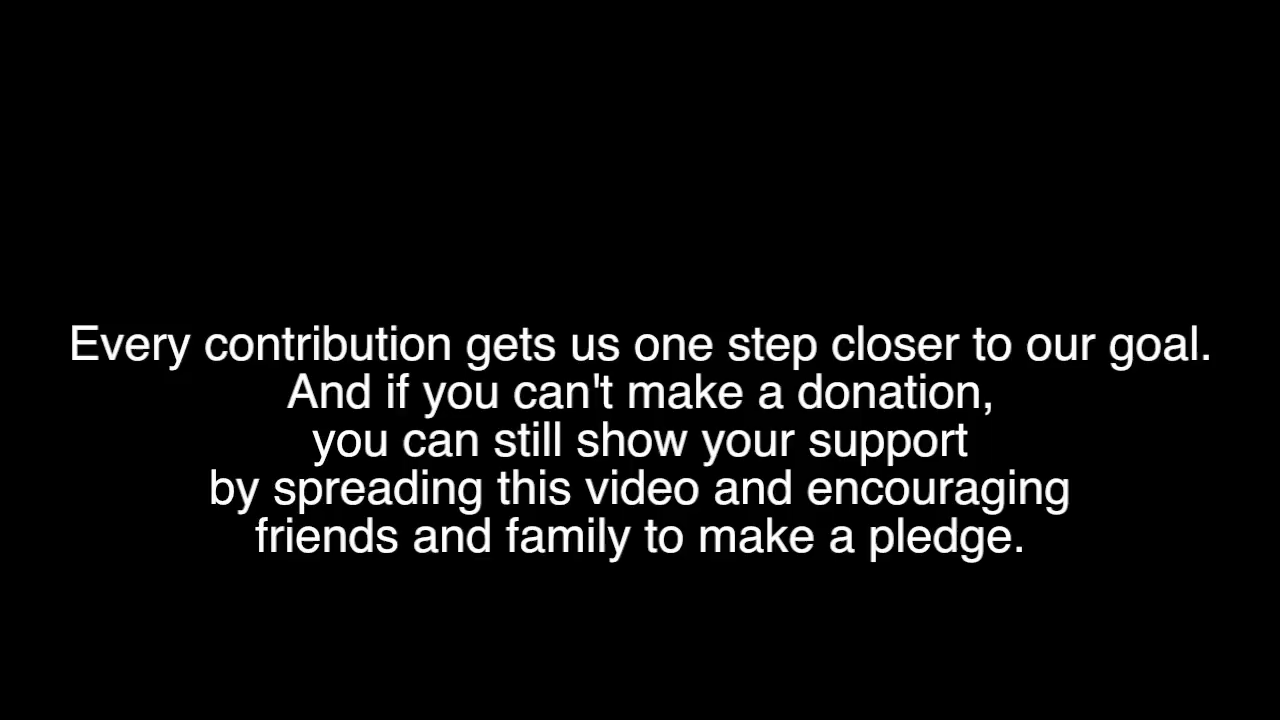 Every contribution gets us one step closer to our goal.
And if you can't make a donation,
you can still show your support
by spreading this video and encouraging
friends and family to make a pledge.